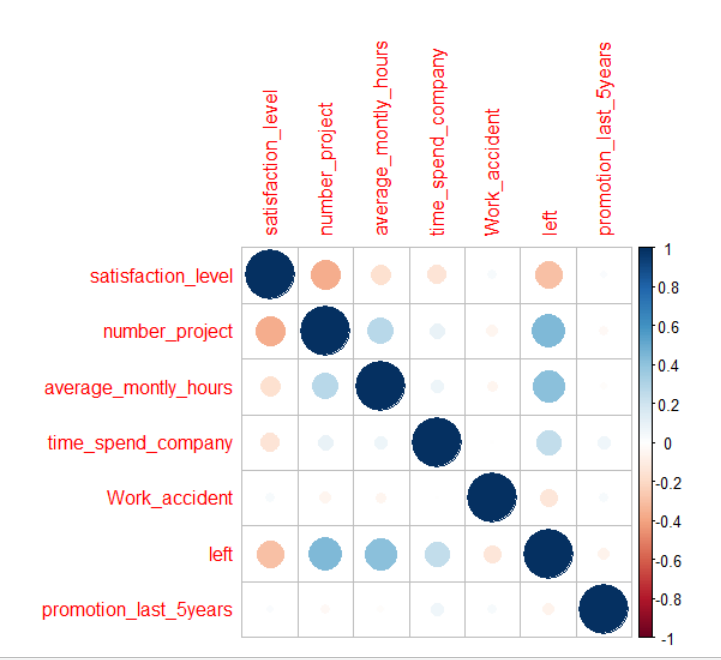 satisfaction_level
number_project
average_montly_hours
time_spend_company
Work_accident
left
promotion_last_5years
satisfaction_level
number_project
average_montly_hours
time_spend_company
Work_accident
left
promotion_last_5years
1
0.8
0.6
0.4
0.2
0
-0.2
-0.4
-0.6
-0.8
-1